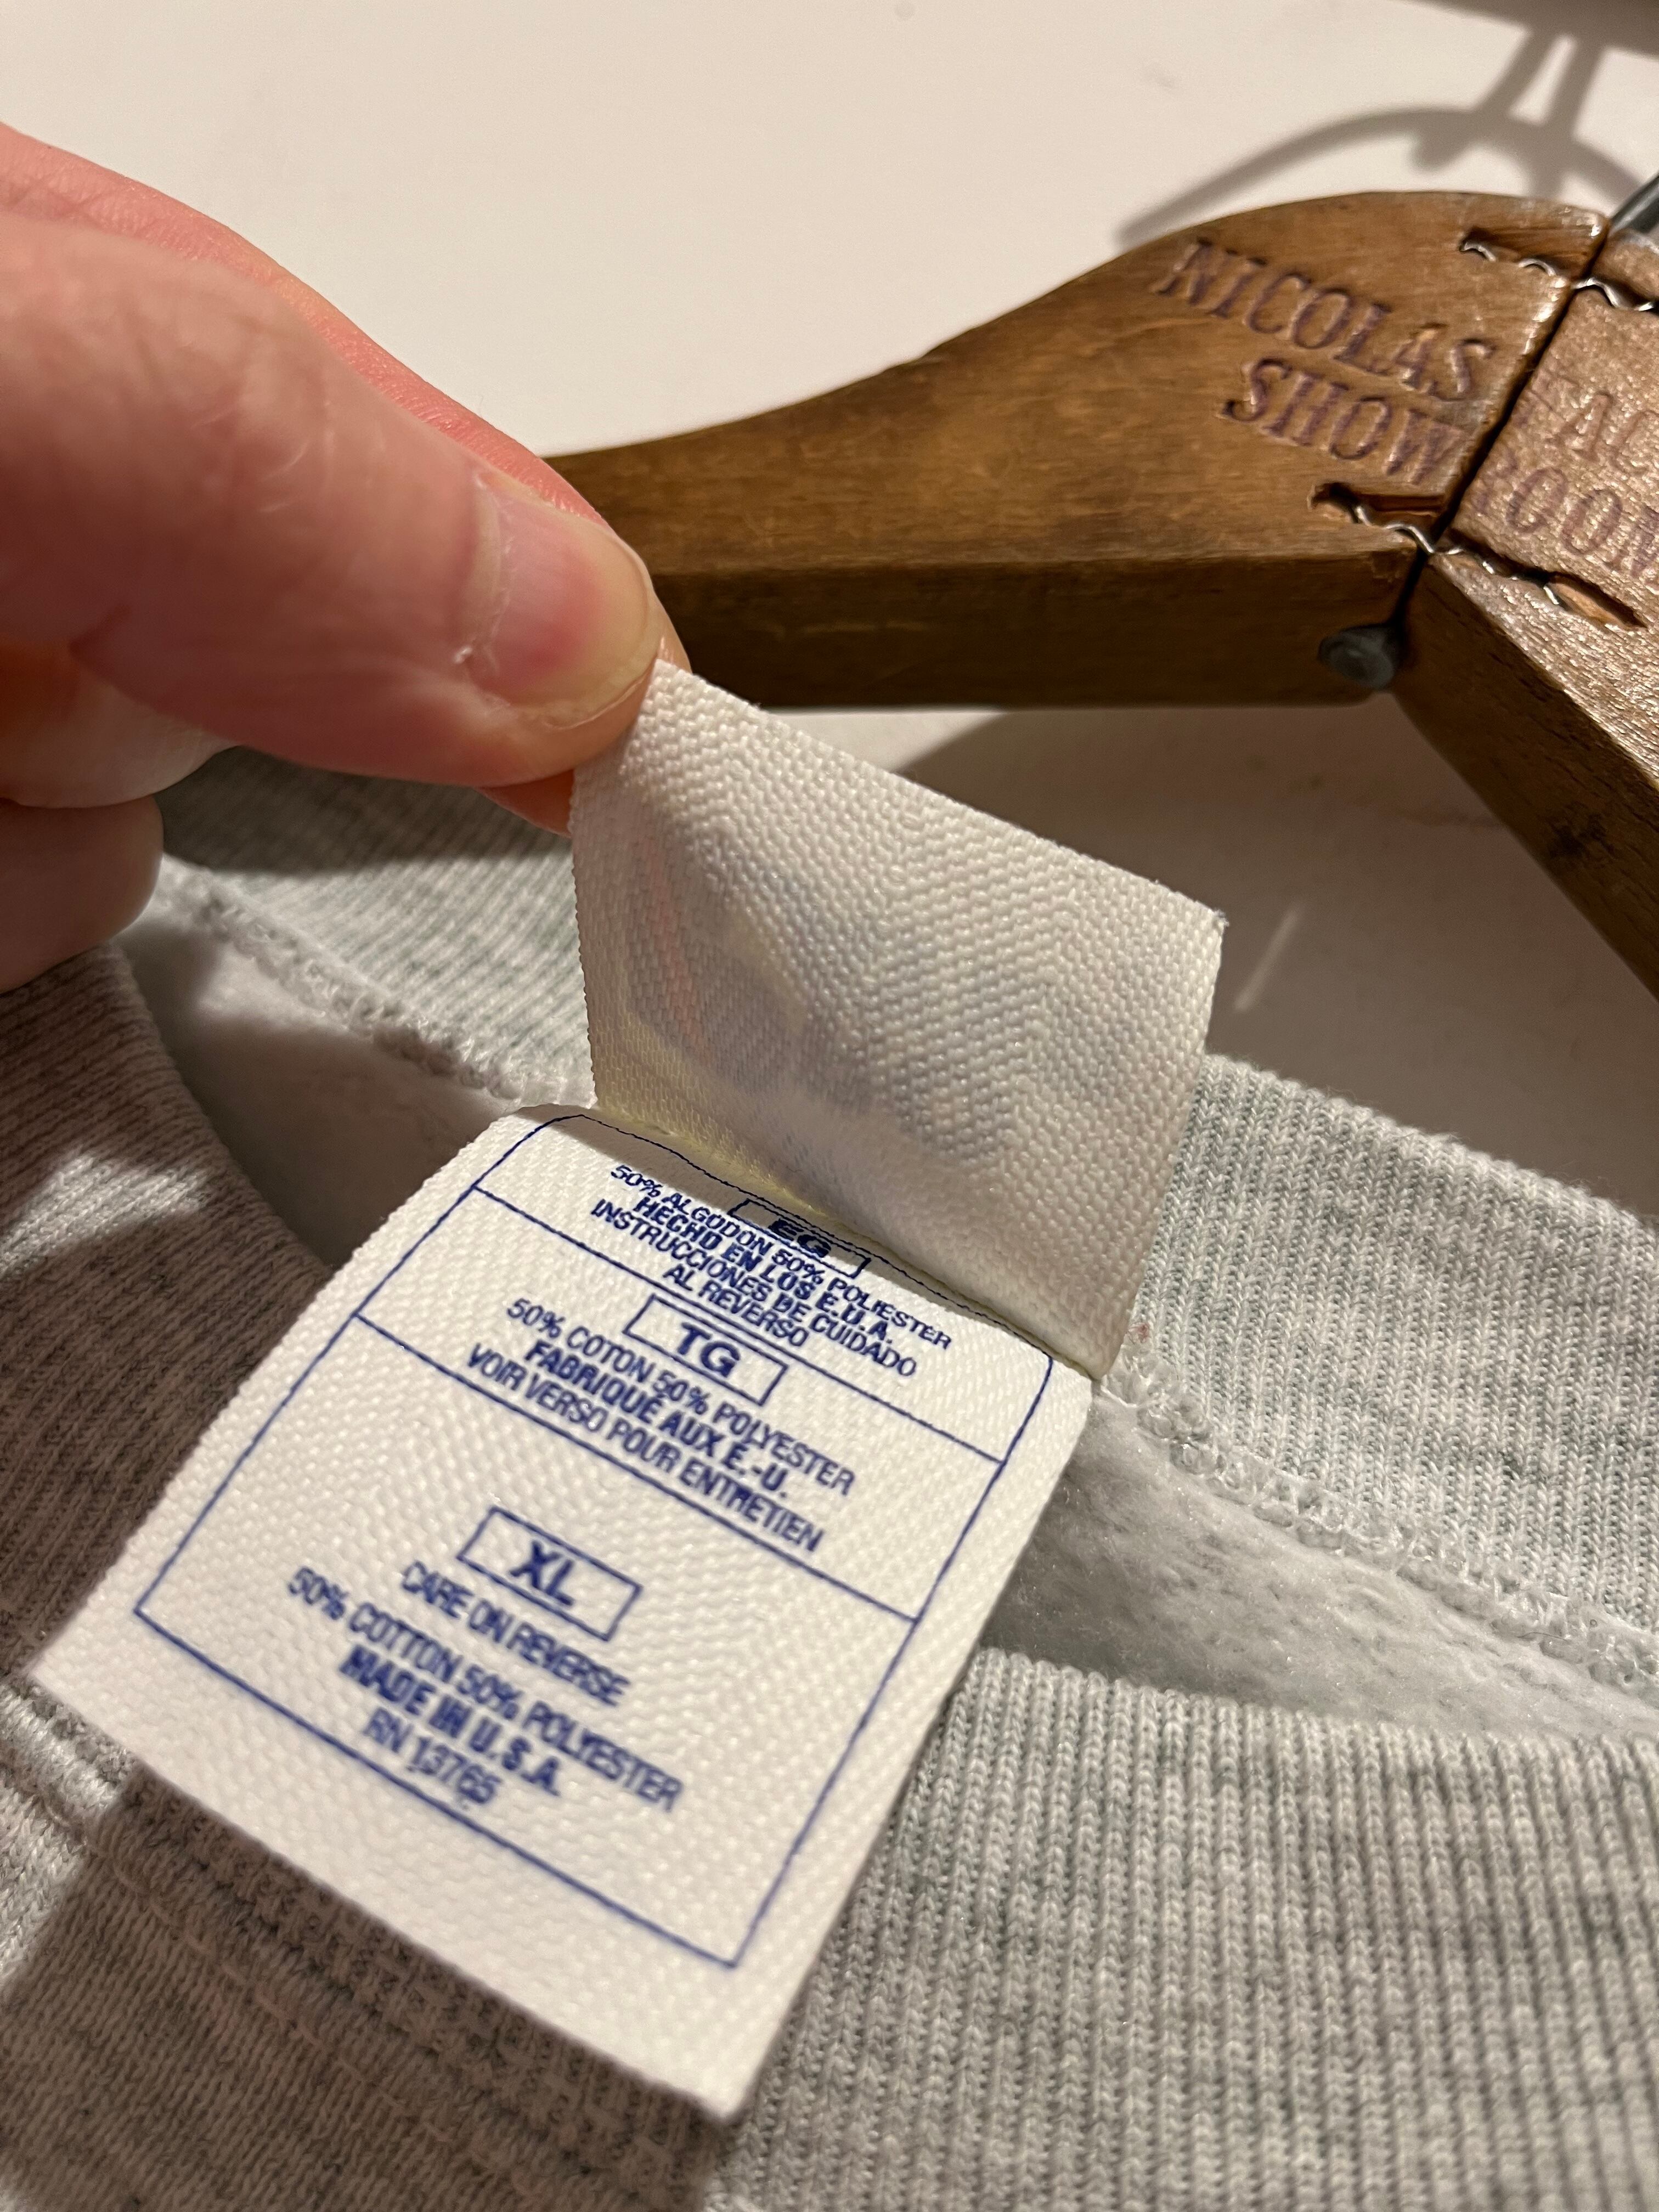 NICOLAS
SHOW
ROOM
EG
50% ALGODON 50% POLIESTER
HECHO EN LOS E.U.A.
INSTRUCCIONES DE CUIDADO
AL REVERSO
TG
50% COTON 50% POLYESTER
FABRIQUÉ AUX É.-U.
VOIR VERSO POUR ENTRETIEN
XL
CARE ON REVERSE
50% COTTON 50% POLYESTER
MADE IN U.S.A.
RN 13765